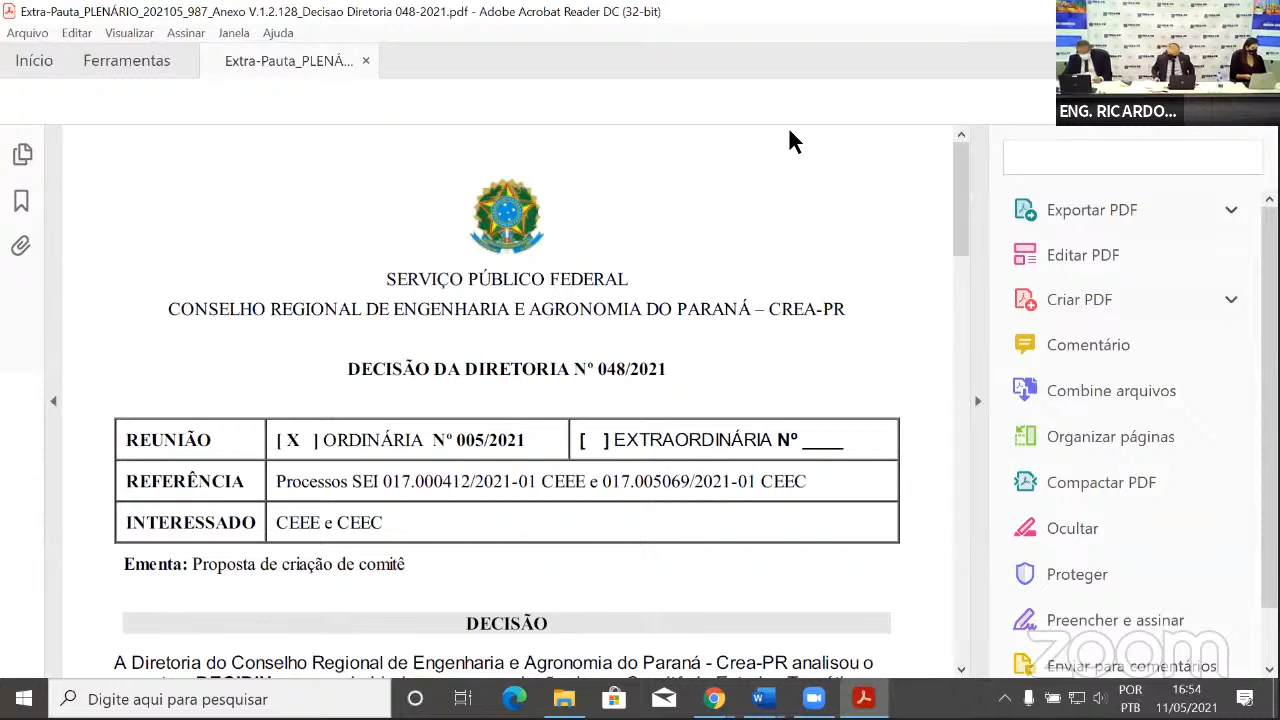 Extra-Pauta_PLENÁRIO_202105_987_Anexo V.1.2.128_Decisao Diretoria 048-2021.pdf - Adobe Acrobat Reader DC (32-bit)
Arquivo Editar Visualizar Assinar Janela Ajuda
Início Ferramentas Extra-Pauta_PLENÁ... ×
ENG. RICARDO...
SERVIÇO PÚBLICO FEDERAL
CONSELHO REGIONAL DE ENGENHARIA E AGRONOMIA DO PARANÁ – CREA-PR
DECISÃO DA DIRETORIA Nº 048/2021
REUNIÃO [ X ] ORDINÁRIA Nº 005/2021 [ ] EXTRAORDINÁRIA Nº _____
REFERÊNCIA Processos SEI 017.000412/2021-01 CEEE e 017.005069/2021-01 CEEC
INTERESSADO CEEE e CEEC
Ementa: Proposta de criação de comitê
DECISÃO
A Diretoria do Conselho Regional de Engenharia e Agronomia do Paraná - Crea-PR analisou o
Exportar PDF
Editar PDF
Criar PDF
Comentário
Combine arquivos
Organizar páginas
Compactar PDF
Ocultar
Proteger
Preencher e assinar
Enviar para comentários
zoom
Digite aqui para pesquisar
POR
PTB
16:54
11/05/2021